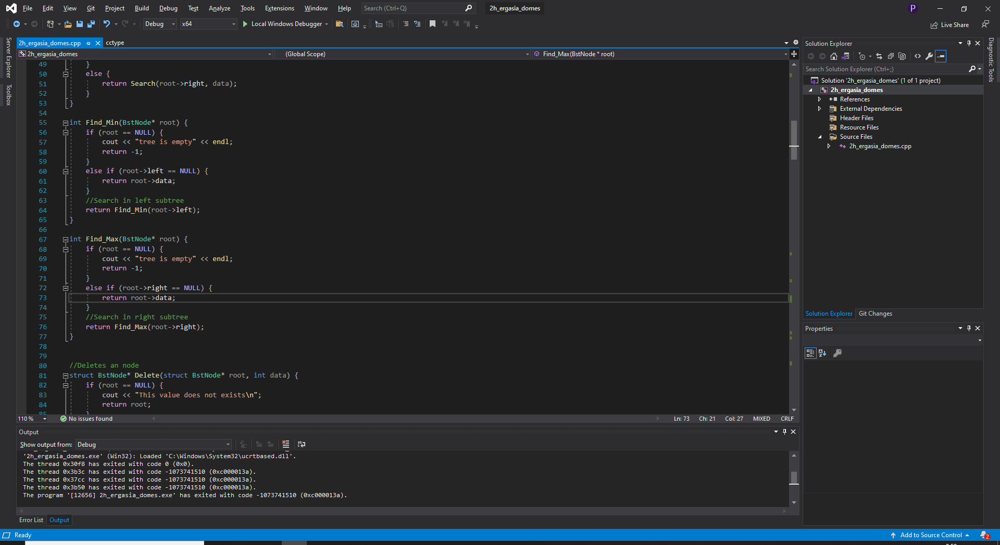 File Edit View Git Project Build Debug Test Analyze Tools Extensions Window Help Search (Ctrl+Q) 2h_ergasia_domes P
Debug x64 Local Windows Debugger Live Share
Server Explorer
Toolbox
2h_ergasia_domes.cpp cctype
2h_ergasia_domes (Global Scope) Find_Max(BstNode * root)
49 }
50 else {
51 return Search(root->right, data);
52 }
53 }
54
55 int Find_Min(BstNode* root) {
56 if (root == NULL) {
57 cout << "tree is empty" << endl;
58 return -1;
59 }
60 else if (root->left == NULL) {
61 return root->data;
62 }
63 //Search in left subtree
64 return Find_Min(root->left);
65 }
66
67 int Find_Max(BstNode* root) {
68 if (root == NULL) {
69 cout << "tree is empty" << endl;
70 return -1;
71 }
72 else if (root->right == NULL) {
73 return root->data;
74 }
75 //Search in right subtree
76 return Find_Max(root->right);
77 }
78
79
80 //Deletes an node
81 struct BstNode* Delete(struct BstNode* root, int data) {
82 if (root == NULL) {
83 cout << "This value does not exists\n";
84 return root;
85 }
110 % No issues found Ln: 73 Ch: 21 Col: 27 MIXED CRLF
Output
Show output from: Debug
'2h_ergasia_domes.exe' (Win32): Loaded 'C:\Windows\System32\ucrtbased.dll'.
The thread 0x30f8 has exited with code 0 (0x0).
The thread 0x3b3c has exited with code -1073741510 (0xc000013a).
The thread 0x37cc has exited with code -1073741510 (0xc000013a).
The thread 0x3b50 has exited with code -1073741510 (0xc000013a).
The program '[12656] 2h_ergasia_domes.exe' has exited with code -1073741510 (0xc000013a).
Error List Output
Solution Explorer
Search Solution Explorer (Ctrl+;)
Solution '2h_ergasia_domes' (1 of 1 project)
2h_ergasia_domes
References
External Dependencies
Header Files
Resource Files
Source Files
2h_ergasia_domes.cpp
Solution Explorer Git Changes
Properties
Diagnostic Tools
Ready Add to Source Control 2